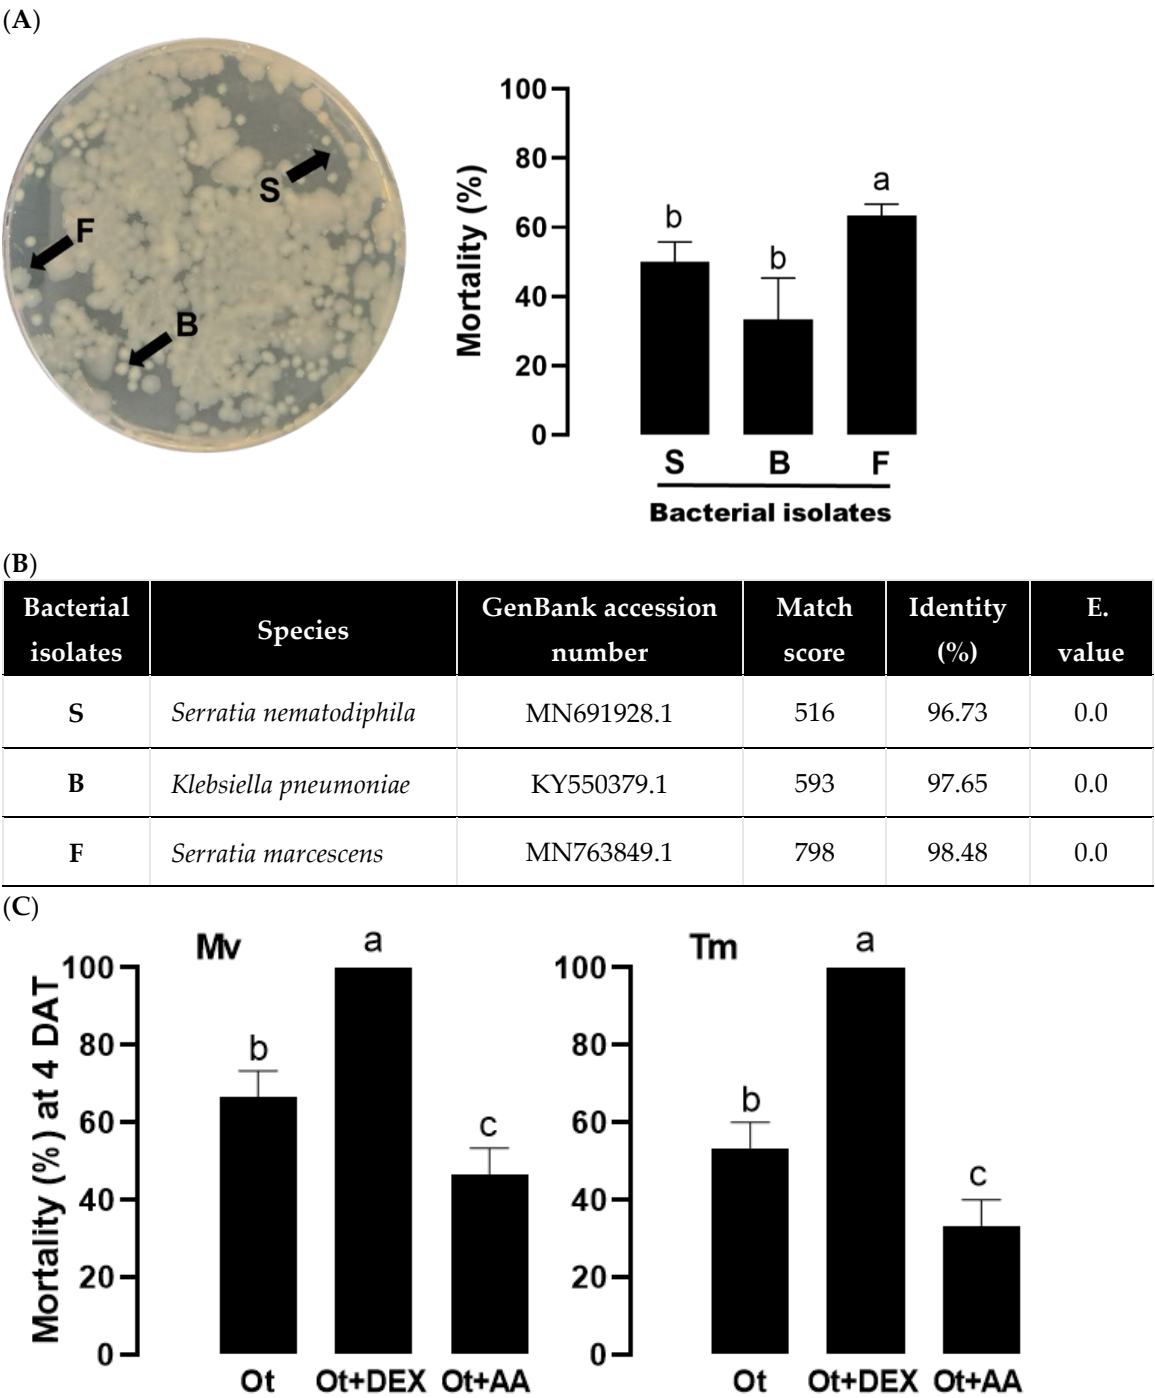 (A)
S
F
B
100
80
60
40
20
0
Mortality (%)
b
b
a
S B F
Bacterial isolates
(B)
Bacterial isolates Species GenBank accession number Match score Identity (%) E. value
S Serratia nematodiphila MN691928.1 516 96.73 0.0
B Klebsiella pneumoniae KY550379.1 593 97.65 0.0
F Serratia marcescens MN763849.1 798 98.48 0.0
(C)
Mortality (%) at 4 DAT
Mv
100
80
60
40
20
0
b
a
c
Ot Ot+DEX Ot+AA
Tm
100
80
60
40
20
0
b
a
c
Ot Ot+DEX Ot+AA